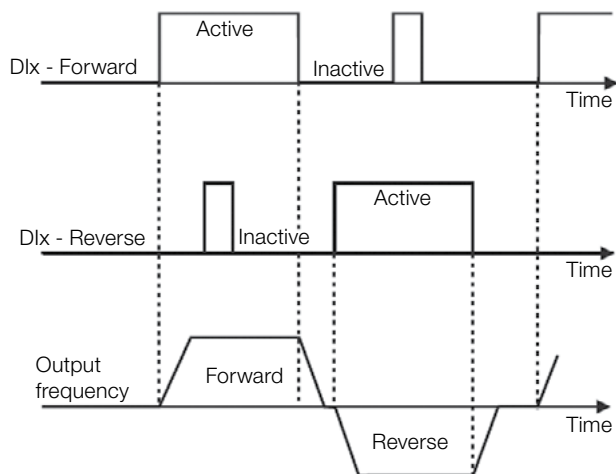 Active
DIx - Forward
Inactive
Time
Active
DIx - Reverse
Inactive
Time
Output
frequency
Forward
Reverse
Time